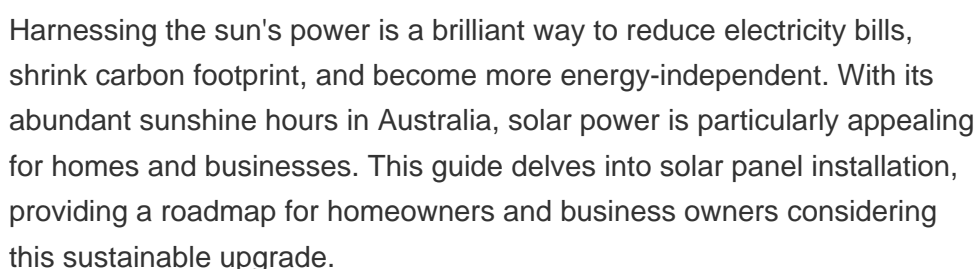 Harnessing the sun's power is a brilliant way to reduce electricity bills,
shrink carbon footprint, and become more energy-independent. With its
abundant sunshine hours in Australia, solar power is particularly appealing
for homes and businesses. This guide delves into solar panel installation,
providing a roadmap for homeowners and business owners considering
this sustainable upgrade.